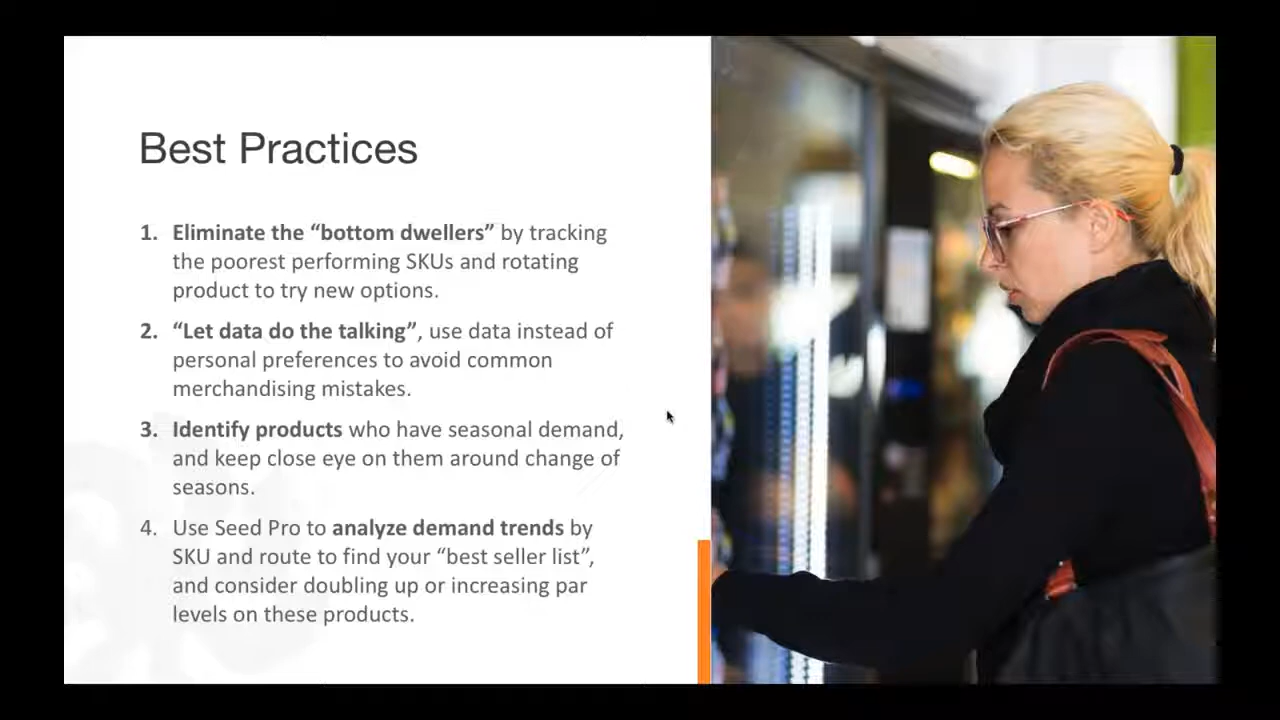 Best Practices
1. Eliminate the “bottom dwellers” by tracking
the poorest performing SKUs and rotating
product to try new options.
2. “Let data do the talking”, use data instead of
personal preferences to avoid common
merchandising mistakes.
3. Identify products who have seasonal demand,
and keep close eye on them around change of
seasons.
4. Use Seed Pro to analyze demand trends by
SKU and route to find your “best seller list”,
and consider doubling up or increasing par
levels on these products.